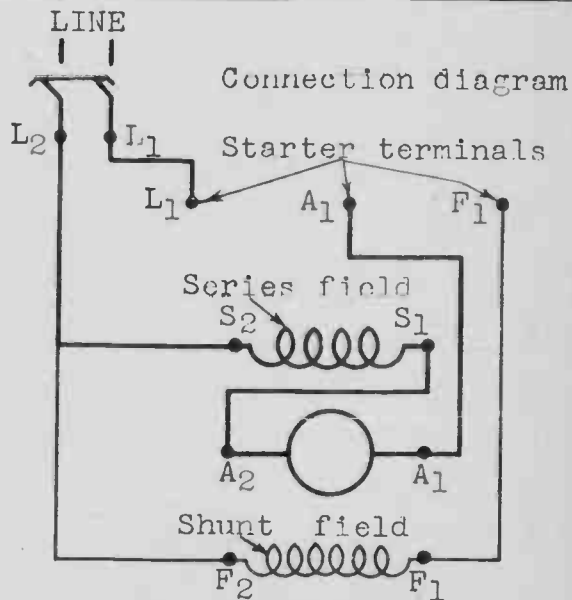 LINE
Connection diagram
L2 L1
Starter terminals
L1 A1 F1
Series field
S2 S1
A2 A1
Shunt field
F2 F1